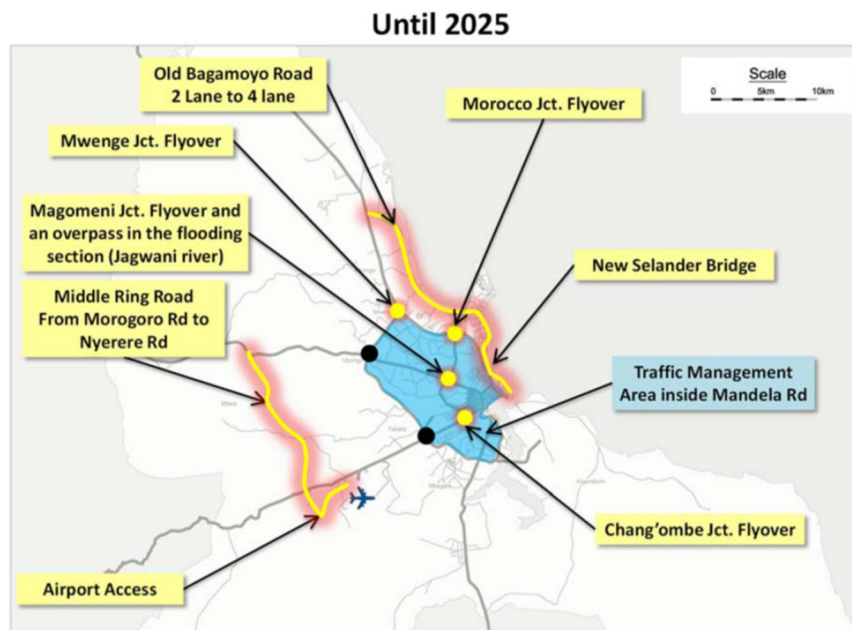 Until 2025
Old Bagamoyo Road
2 Lane to 4 lane
Scale
0 5km 10km
Morocco Jct. Flyover
Mwenge Jct. Flyover
Magomeni Jct. Flyover and
an overpass in the flooding
section (Jagwani river)
New Selander Bridge
Middle Ring Road
From Morogoro Rd to
Nyerere Rd
Traffic Management
Area inside Mandela Rd
Chang'ombe Jct. Flyover
Airport Access